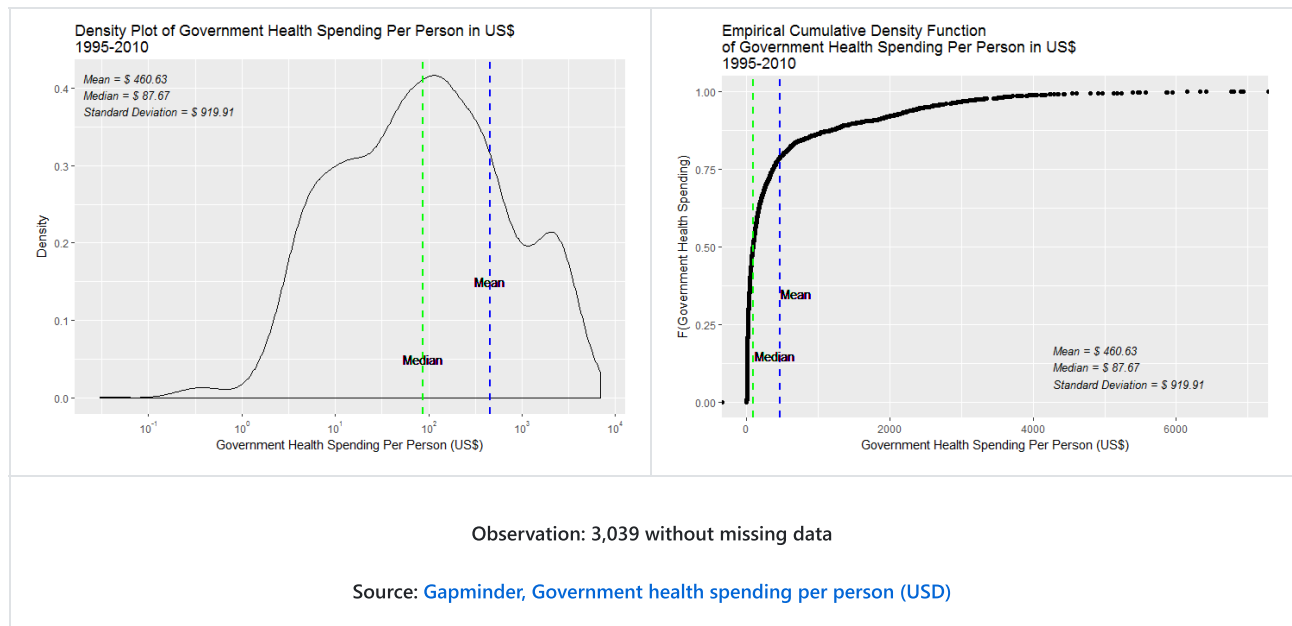 Density Plot of Government Health Spending Per Person in US$
1995-2010
Mean = $ 460.63
Median = $ 87.67
Standard Deviation = $ 919.91
0.4
0.3
0.2
0.1
0.0
Density
Mean
Median
10-1
100
101
102
103
104
Government Health Spending Per Person (US$)
Empirical Cumulative Density Function
of Government Health Spending Per Person in US$
1995-2010
1.00
0.75
0.50
0.25
0.00
F(Government Health Spending)
Mean
Median
Mean = $ 460.63
Median = $ 87.67
Standard Deviation = $ 919.91
0
2000
4000
6000
Government Health Spending Per Person (US$)
Observation: 3,039 without missing data
Source: Gapminder, Government health spending per person (USD)